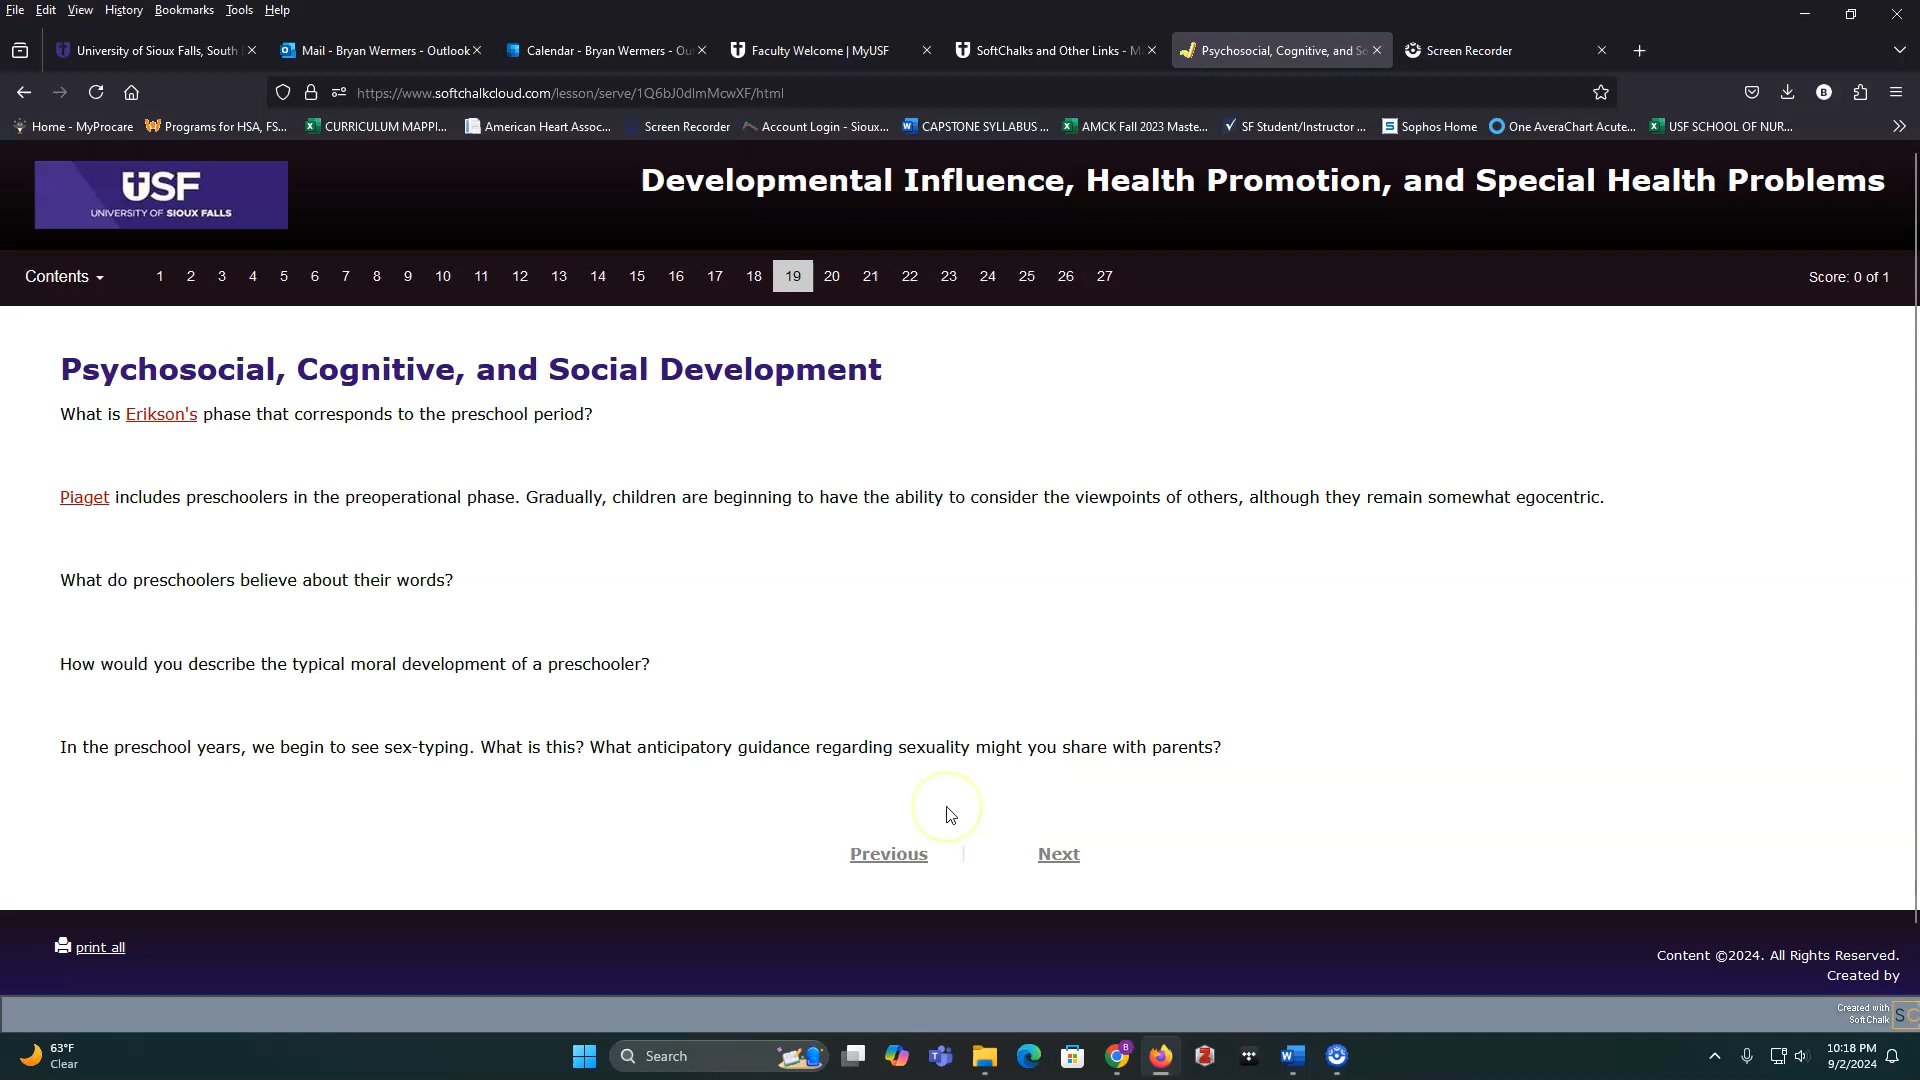 File Edit View History Bookmarks Tools Help
University of Sioux Falls, South
Mail - Bryan Wermers - Outlook
Calendar - Bryan Wermers - Ou
Faculty Welcome | MyUSF
SoftChalks and Other Links - M
Psychosocial, Cognitive, and So
Screen Recorder
https://www.softchalkcloud.com/lesson/serve/1Q6bJ0dlmMcwXF/html
B
Home - MyProcare
Programs for HSA, FS...
CURRICULUM MAPPI...
American Heart Assoc...
Screen Recorder
Account Login - Sioux...
CAPSTONE SYLLABUS ...
AMCK Fall 2023 Maste...
SF Student/Instructor ...
Sophos Home
One AveraChart Acute...
USF SCHOOL OF NUR...
USF
UNIVERSITY OF SIOUX FALLS
Developmental Influence, Health Promotion, and Special Health Problems
Contents 1 2 3 4 5 6 7 8 9 10 11 12 13 14 15 16 17 18 19 20 21 22 23 24 25 26 27 Score: 0 of 1
Psychosocial, Cognitive, and Social Development
What is Erikson's phase that corresponds to the preschool period?
Piaget includes preschoolers in the preoperational phase. Gradually, children are beginning to have the ability to consider the viewpoints of others, although they remain somewhat egocentric.
What do preschoolers believe about their words?
How would you describe the typical moral development of a preschooler?
In the preschool years, we begin to see sex-typing. What is this? What anticipatory guidance regarding sexuality might you share with parents?
Previous | Next
print all
Content ©2024. All Rights Reserved.
Created by
Created with
SoftChalk
SC
63°F
Clear
Search
10:18 PM
9/2/2024